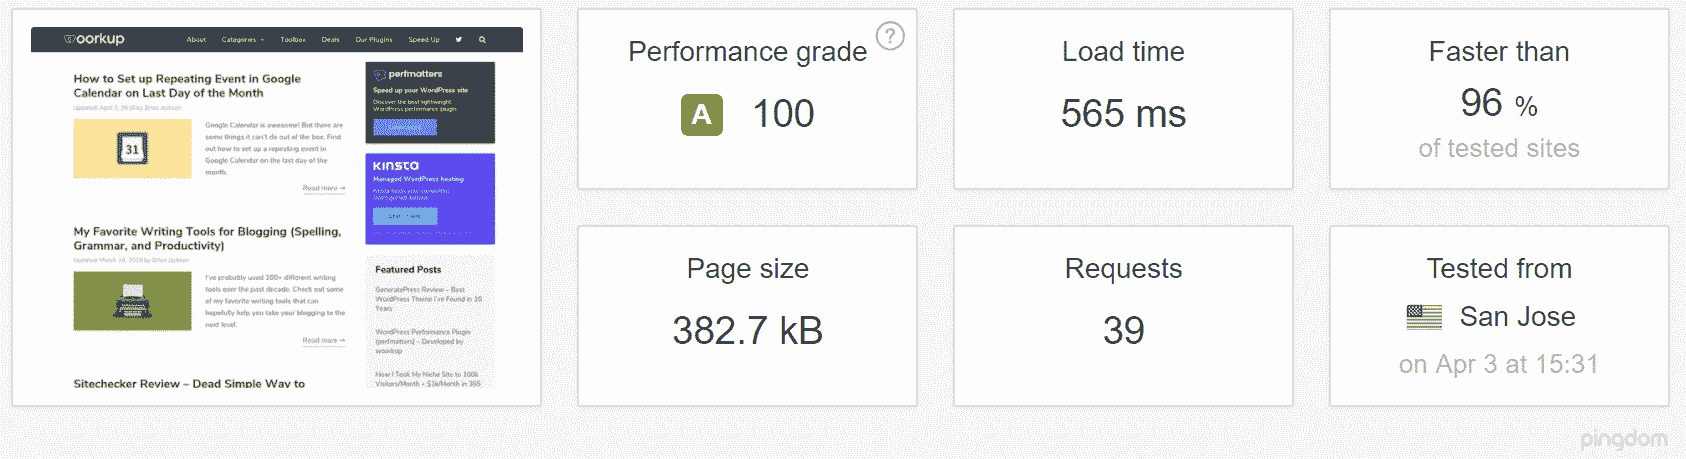 woorkup
About Categories Toolbox Deals Our Plugins Speed Up
How to Set up Repeating Event in Google
Calendar on Last Day of the Month
Updated: April 2, 2018 by Brian Jackson
31
Google Calendar is awesome! But there are
some things it can't do out of the box. Find
out how to set up a repeating event in
Google Calendar on the last day of the
month.
Read more →
My Favorite Writing Tools for Blogging (Spelling,
Grammar, and Productivity)
Updated: March 14, 2018 by Brian Jackson
I've probably used 100+ different writing
tools over the past decade. Check out some
of my favorite writing tools that can
hopefully help you take your blogging to the
next level.
Read more →
Sitechecker Review – Dead Simple Way to
perfmatters
Speed up your WordPress site
Discover the best lightweight
WordPress performance plugin
KINSTA
Managed WordPress hosting
Featured Posts
GeneratePress Review – Best
WordPress Theme I've Found in 10
Years
WordPress Performance Plugin
(perfmatters) – Developed by
woorkup
How I Took My Niche Site to 100k
Visitors/Month + $1k/Month in 365
Performance grade
?
A 100
Load time
565 ms
Faster than
96 %
of tested sites
Page size
382.7 kB
Requests
39
Tested from
San Jose
on Apr 3 at 15:31
pingdom